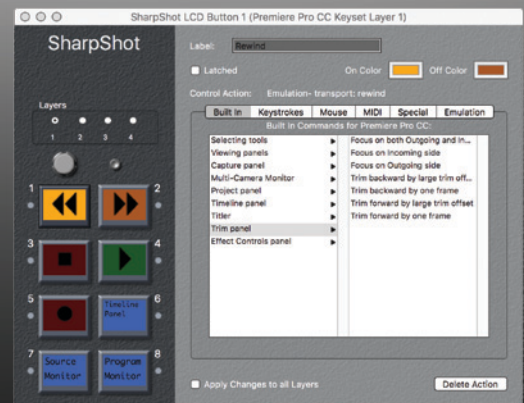 SharpShot LCD Button 1 (Premiere Pro CC Keyset Layer 1)
SharpShot
Layers
1 2 3 4
1
2
3
4
5
6
Timeline
Panel
7
8
Source
Monitor
Program
Monitor
Label: Rewind
Latched On Color Off Color
Control Action: Emulation- transport: rewind
Built In Keystrokes Mouse MIDI Special Emulation
Built In Commands for Premiere Pro CC:
Selecting tools
Viewing panels
Capture panel
Multi-Camera Monitor
Project panel
Timeline panel
Titler
Trim panel
Effect Controls panel
Focus on both Outgoing and In...
Focus on Incoming side
Focus on Outgoing side
Trim backward by large trim off...
Trim backward by one frame
Trim forward by large trim offset
Trim forward by one frame
Apply Changes to all Layers Delete Action